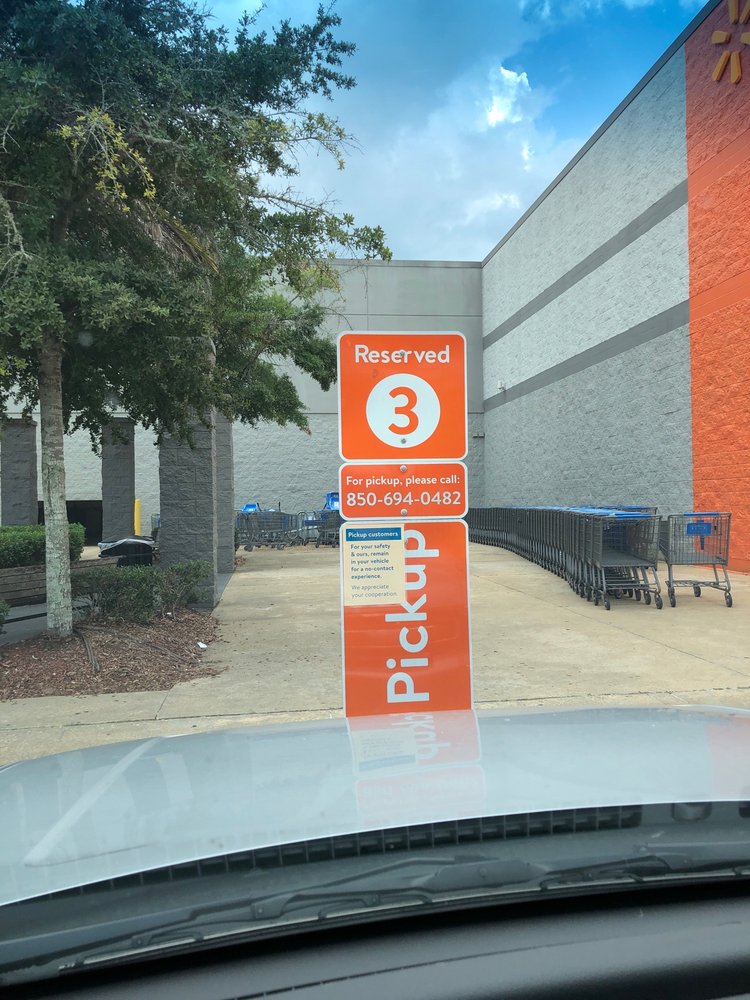 Reserved
3
For pickup, please call:
850-694-0482
Pickup customers
For your safety
& ours, remain
in your vehicle
for a no-contact
experience.
We appreciate
your cooperation.
Pickup